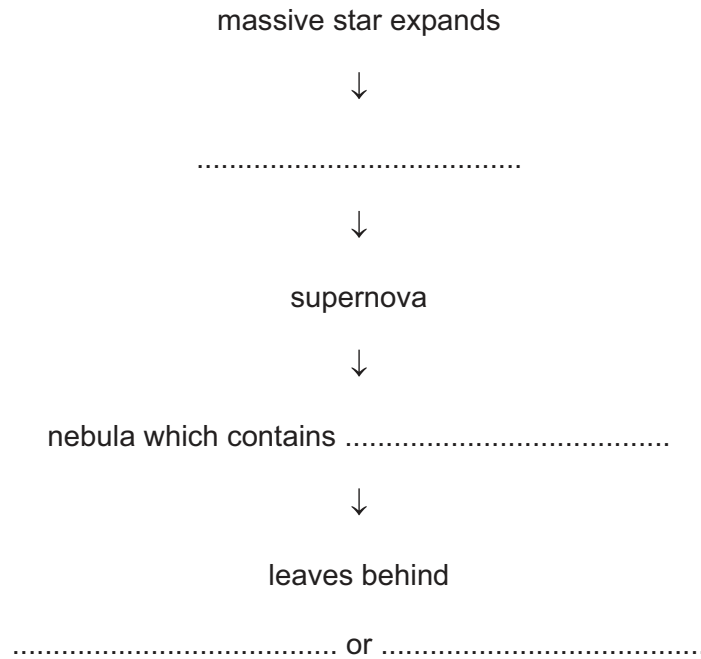 massive star expands
↓
.......................................
↓
supernova
↓
nebula which contains .......................................
↓
leaves behind
....................................... or .......................................